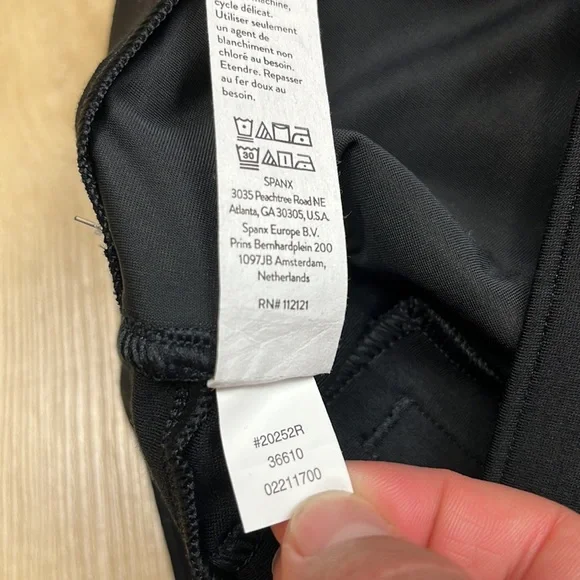 machine,
cycle délicat.
Utiliser seulement
un agent de
blanchiment non
chloré au besoin.
Etendre. Repasser
au fer doux au
besoin.
30
SPANX
3035 Peachtree Road NE
Atlanta, GA 30305, U.S.A.
Spanx Europe B.V.
Prins Bernhardplein 200
1097JB Amsterdam,
Netherlands
RN# 112121
#20252R
36610
02211700